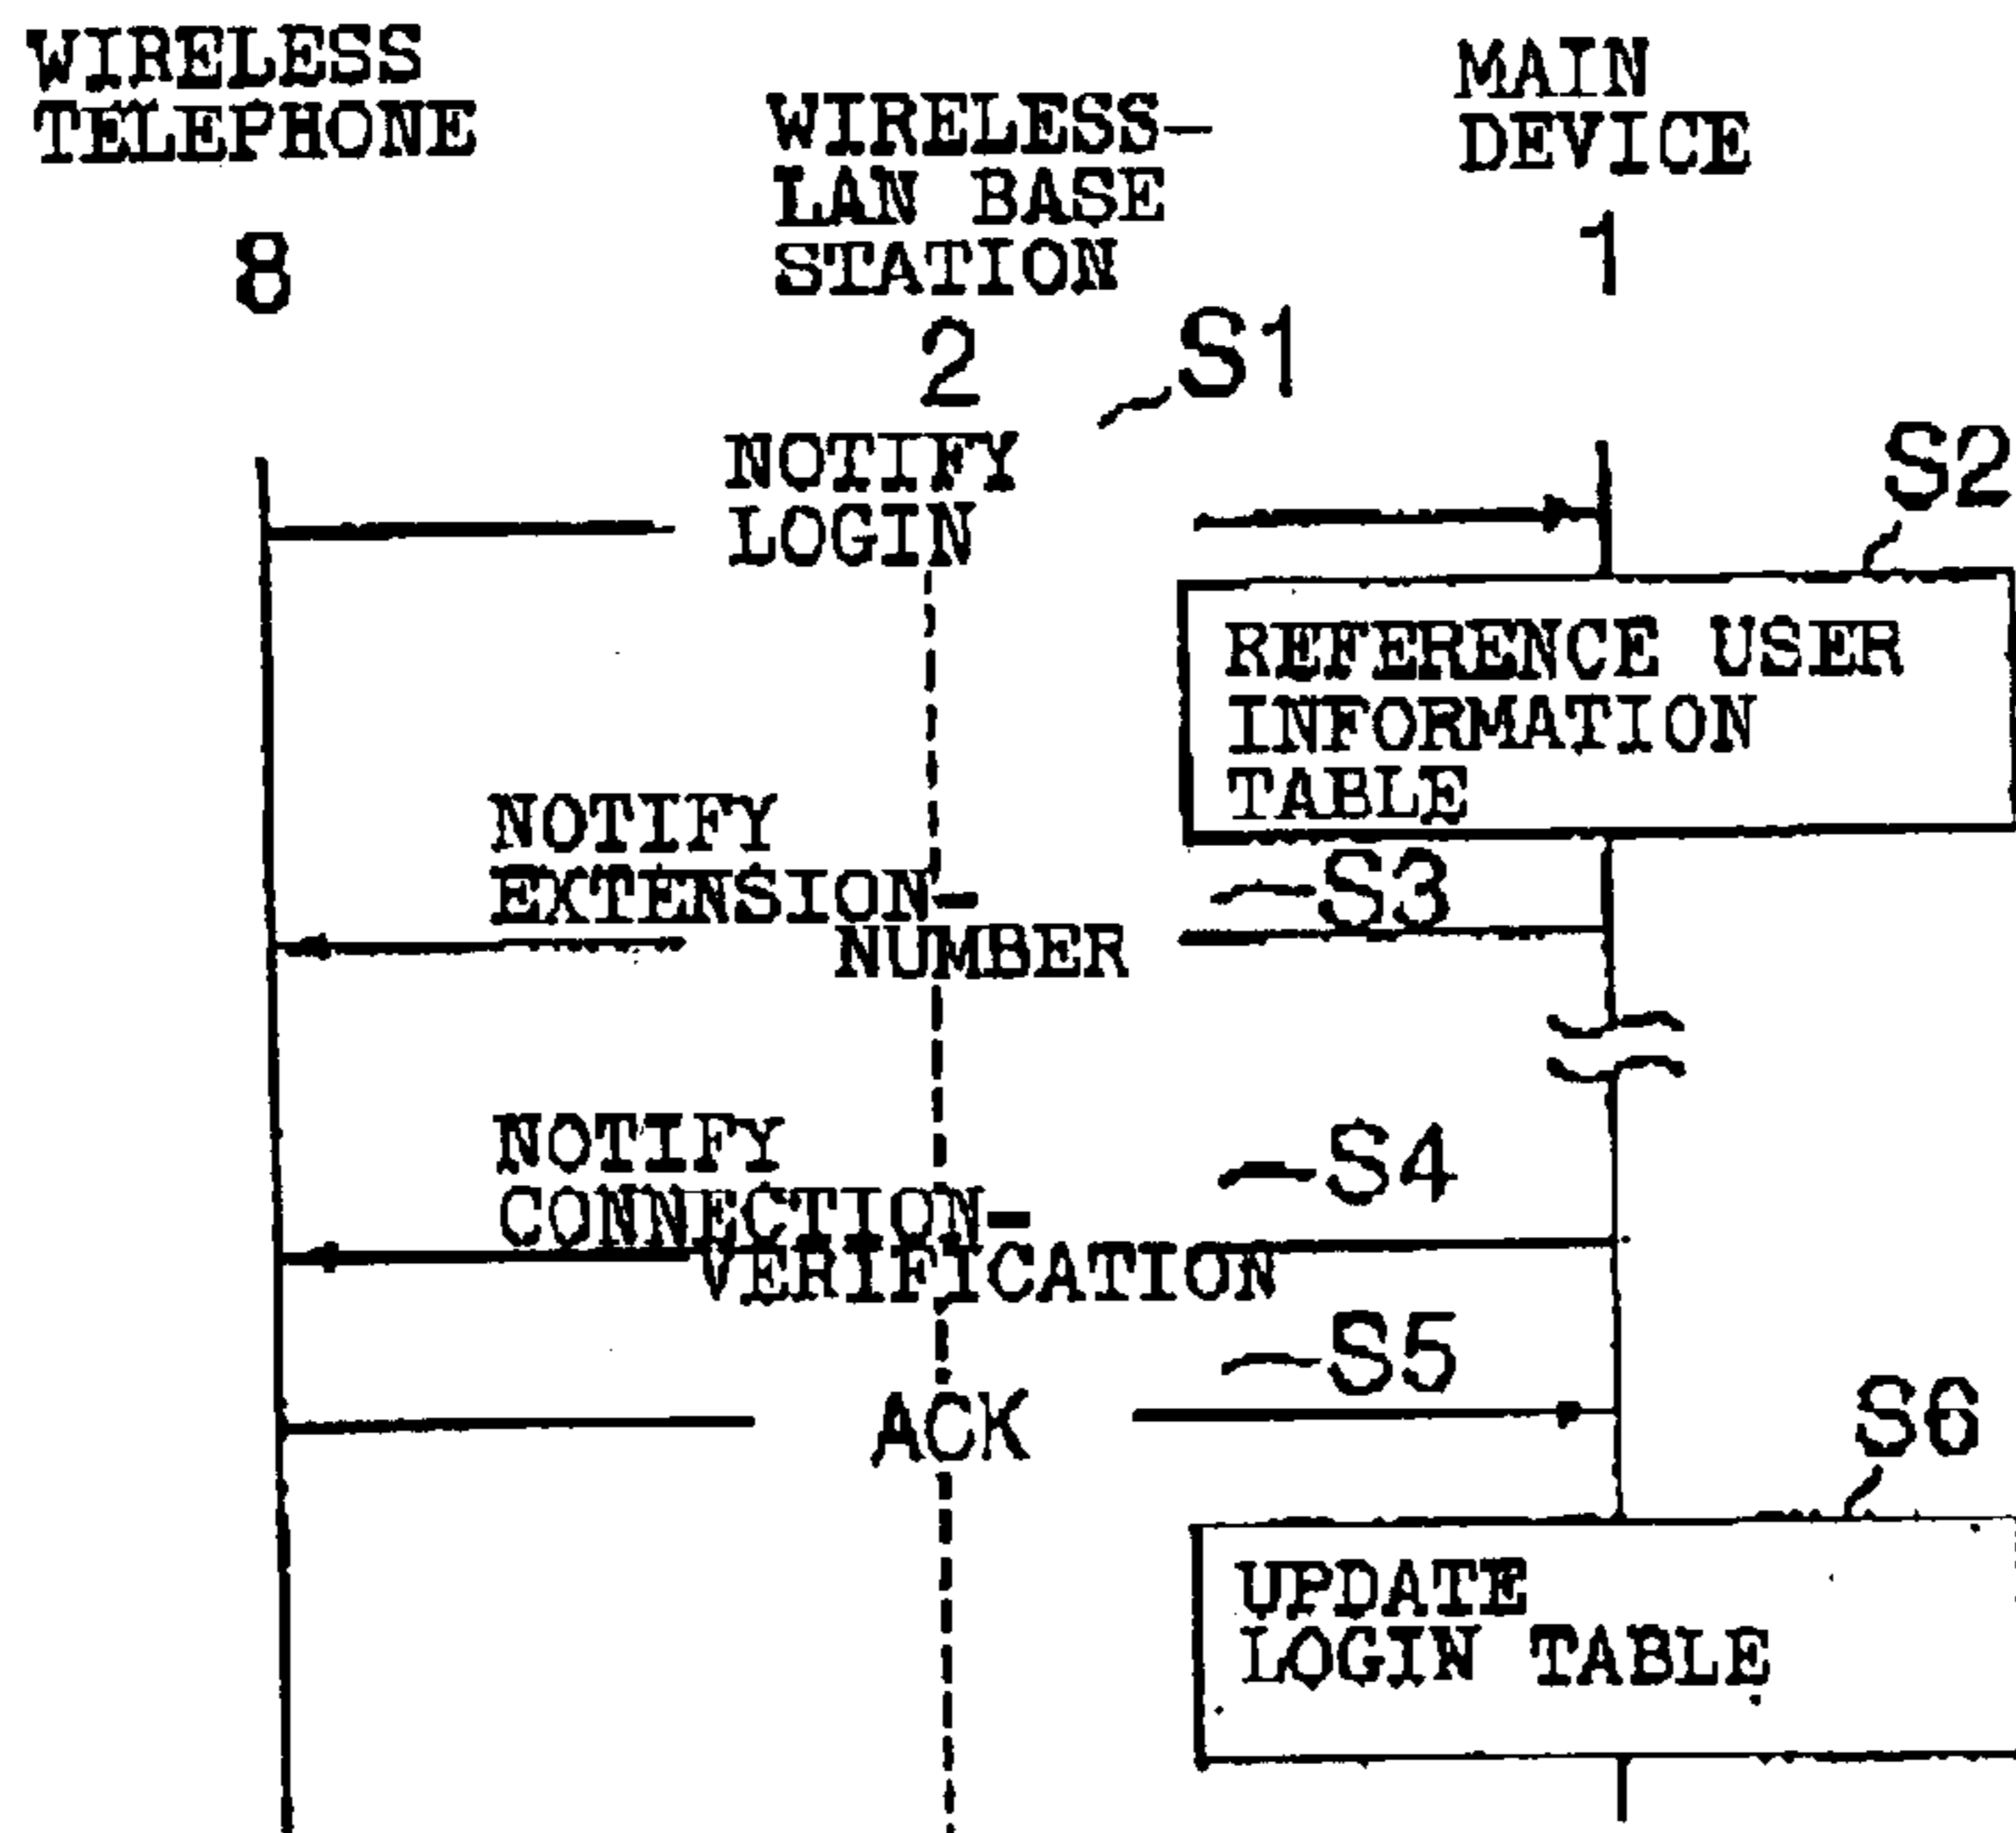 WIRELESS
TELEPHONE
8
WIRELESS-
LAN BASE
STATION
2
MAIN
DEVICE
1
S1
NOTIFY
LOGIN
S2
REFERENCE USER
INFORMATION
TABLE
NOTIFY
EXTENSION-
NUMBER
S3
NOTIFY
CONNECTION-
VERIFICATION
S4
S5
ACK
S6
UPDATE
LOGIN TABLE